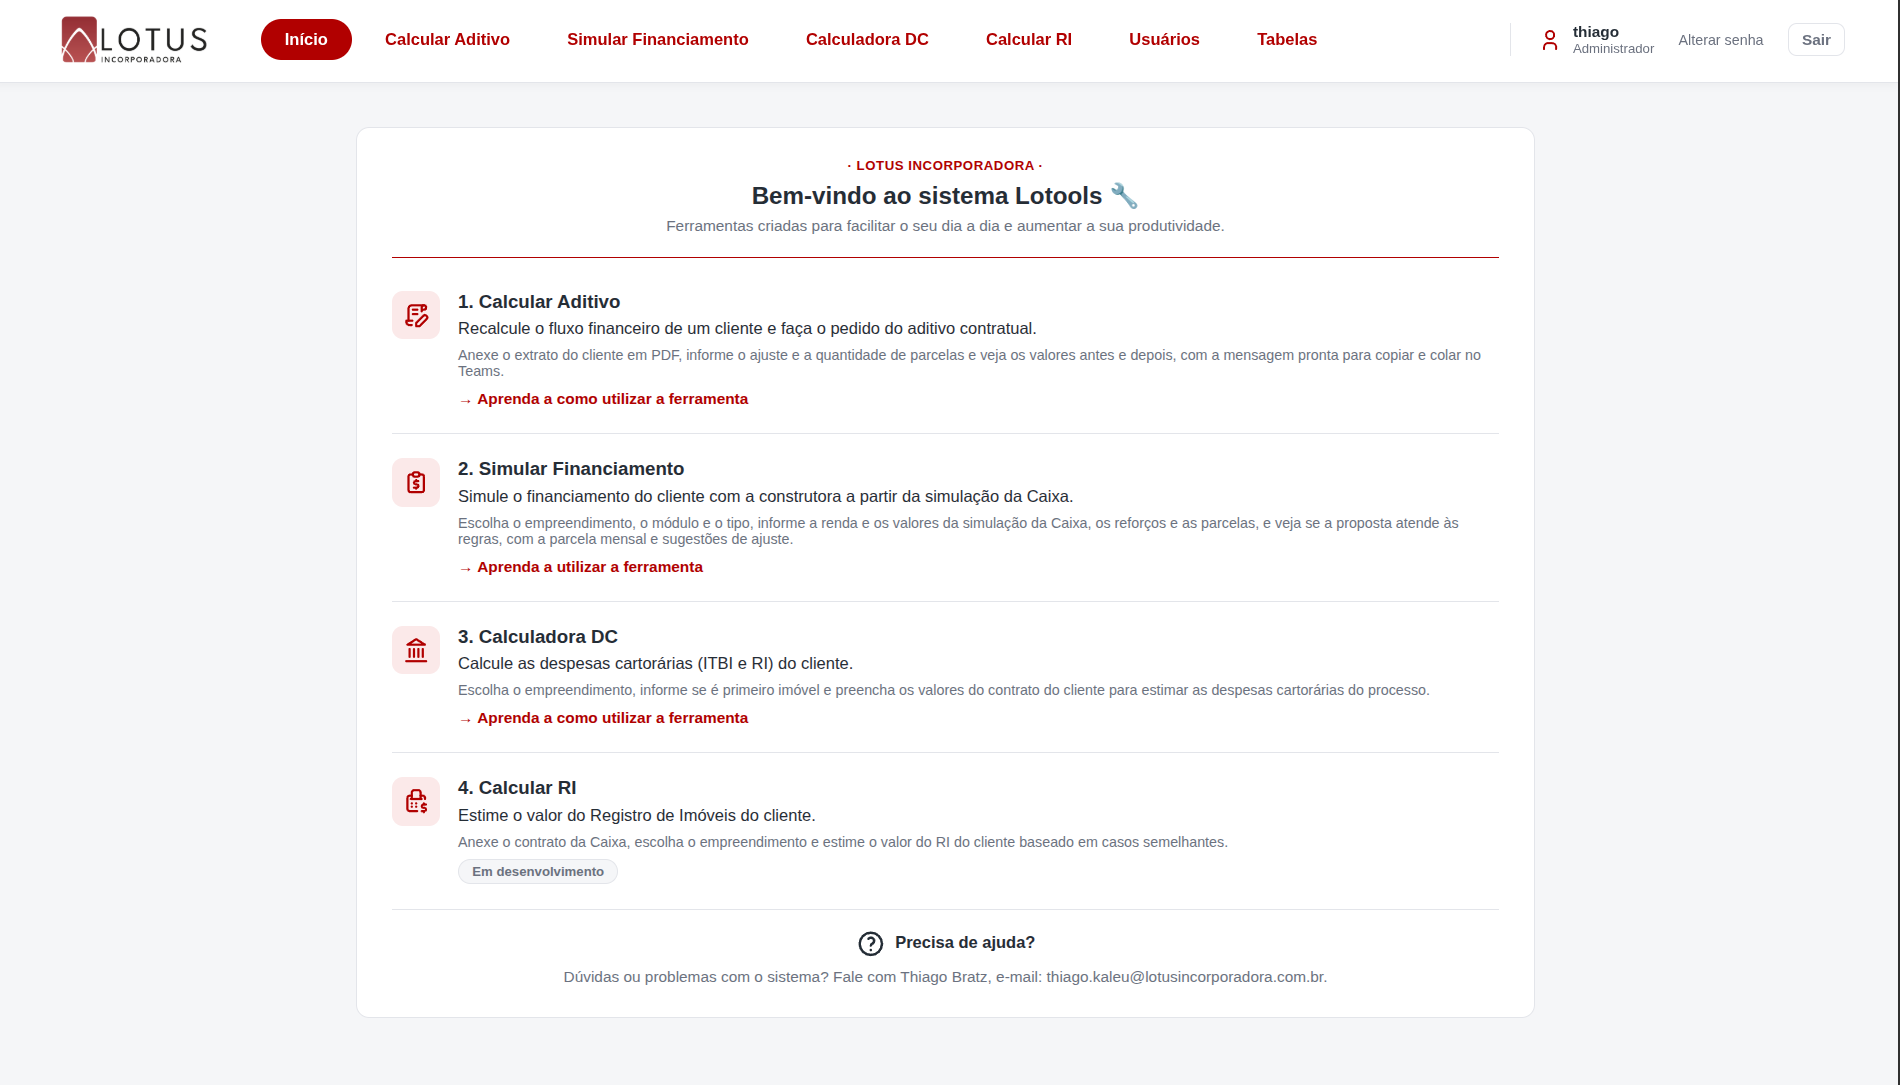 LOTUS
INCORPORADORA
Início
Calcular Aditivo
Simular Financiamento
Calculadora DC
Calcular RI
Usuários
Tabelas
thiago
Administrador
Alterar senha
Sair
· LOTUS INCORPORADORA ·
Bem-vindo ao sistema Lotools 🔧
Ferramentas criadas para facilitar o seu dia a dia e aumentar a sua produtividade.
1. Calcular Aditivo
Recalcule o fluxo financeiro de um cliente e faça o pedido do aditivo contratual.
Anexe o extrato do cliente em PDF, informe o ajuste e a quantidade de parcelas e veja os valores antes e depois, com a mensagem pronta para copiar e colar no
Teams.
→ Aprenda a como utilizar a ferramenta
2. Simular Financiamento
Simule o financiamento do cliente com a construtora a partir da simulação da Caixa.
Escolha o empreendimento, o módulo e o tipo, informe a renda e os valores da simulação da Caixa, os reforços e as parcelas, e veja se a proposta atende às
regras, com a parcela mensal e sugestões de ajuste.
→ Aprenda a utilizar a ferramenta
3. Calculadora DC
Calcule as despesas cartorárias (ITBI e RI) do cliente.
Escolha o empreendimento, informe se é primeiro imóvel e preencha os valores do contrato do cliente para estimar as despesas cartorárias do processo.
→ Aprenda a como utilizar a ferramenta
4. Calcular RI
Estime o valor do Registro de Imóveis do cliente.
Anexe o contrato da Caixa, escolha o empreendimento e estime o valor do RI do cliente baseado em casos semelhantes.
Em desenvolvimento
Precisa de ajuda?
Dúvidas ou problemas com o sistema? Fale com Thiago Bratz, e-mail: thiago.kaleu@lotusincorporadora.com.br.